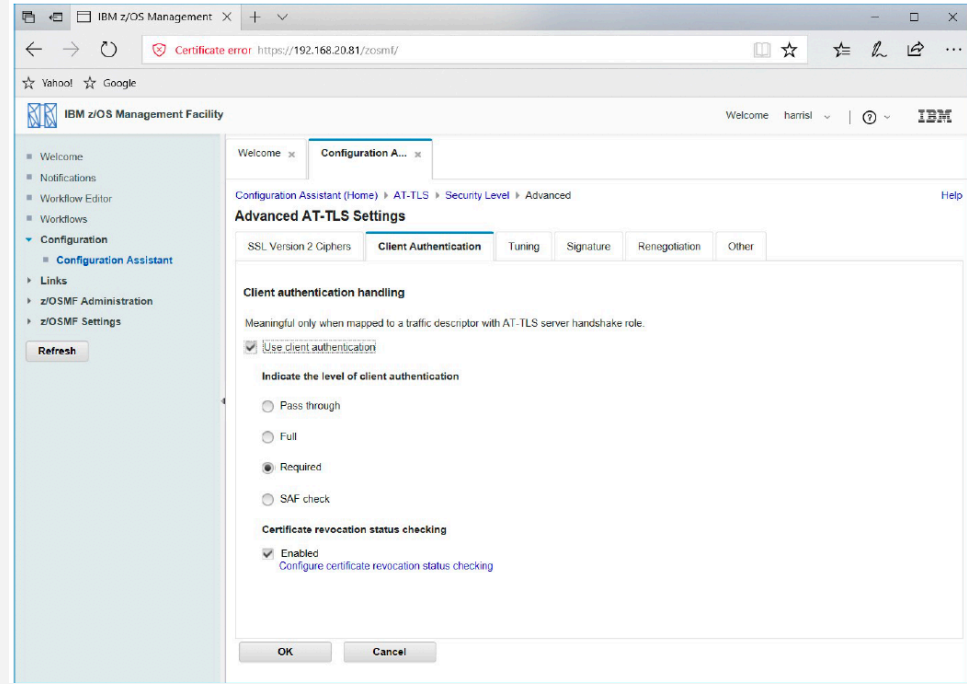 IBM z/OS Management
Certificate error https://192.168.20.81/zosmf/
Yahoo! Google
IBM z/OS Management Facility
Welcome harrisl
IBM
Welcome
Notifications
Workflow Editor
Workflows
Configuration
Configuration Assistant
Links
z/OSMF Administration
z/OSMF Settings
Refresh
Welcome Configuration A...
Configuration Assistant (Home) AT-TLS Security Level Advanced Help
Advanced AT-TLS Settings
SSL Version 2 Ciphers Client Authentication Tuning Signature Renegotiation Other
Client authentication handling
Meaningful only when mapped to a traffic descriptor with AT-TLS server handshake role.
Use client authentication
Indicate the level of client authentication
Pass through
Full
Required
SAF check
Certificate revocation status checking
Enabled
Configure certificate revocation status checking
OK Cancel